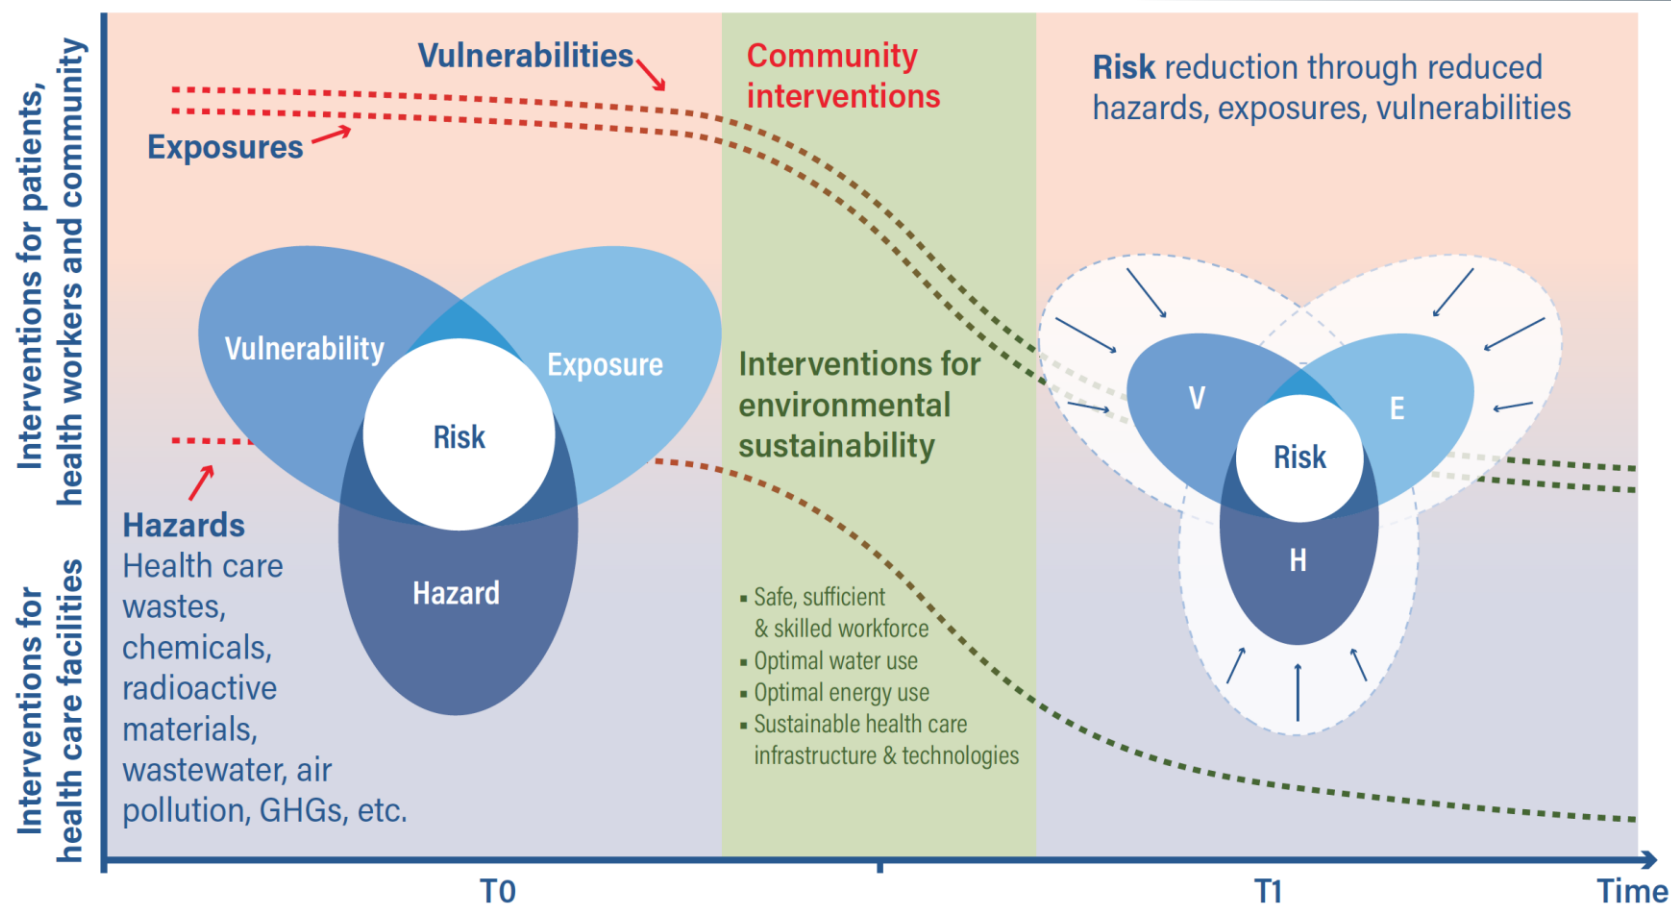 Interventions for patients,
health workers and community
Interventions for
health care facilities
Vulnerabilities
Exposures
Vulnerability
Exposure
Risk
Hazard
Hazards
Health care
wastes,
chemicals,
radioactive
materials,
wastewater, air
pollution, GHGs, etc.
Community
interventions
Interventions for
environmental
sustainability
▪ Safe, sufficient
& skilled workforce
▪ Optimal water use
▪ Optimal energy use
▪ Sustainable health care
infrastructure & technologies
Risk reduction through reduced
hazards, exposures, vulnerabilities
V
E
Risk
H
T0
T1
Time